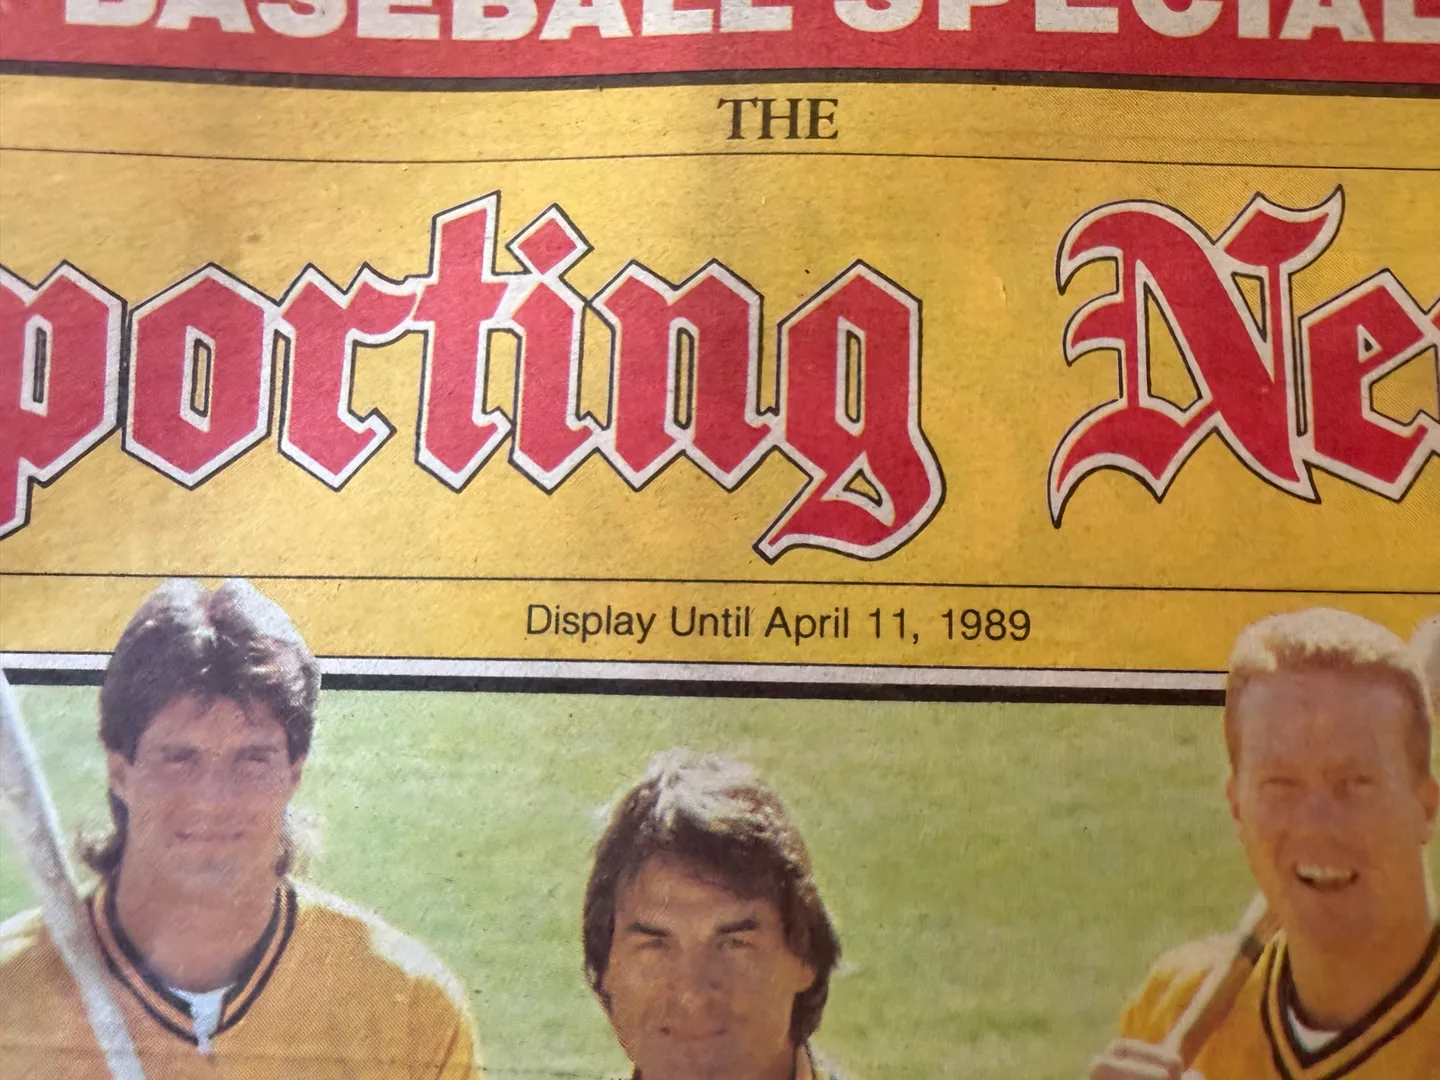 BASEBALL SPECIAL
THE
porting Ne
Display Until April 11, 1989